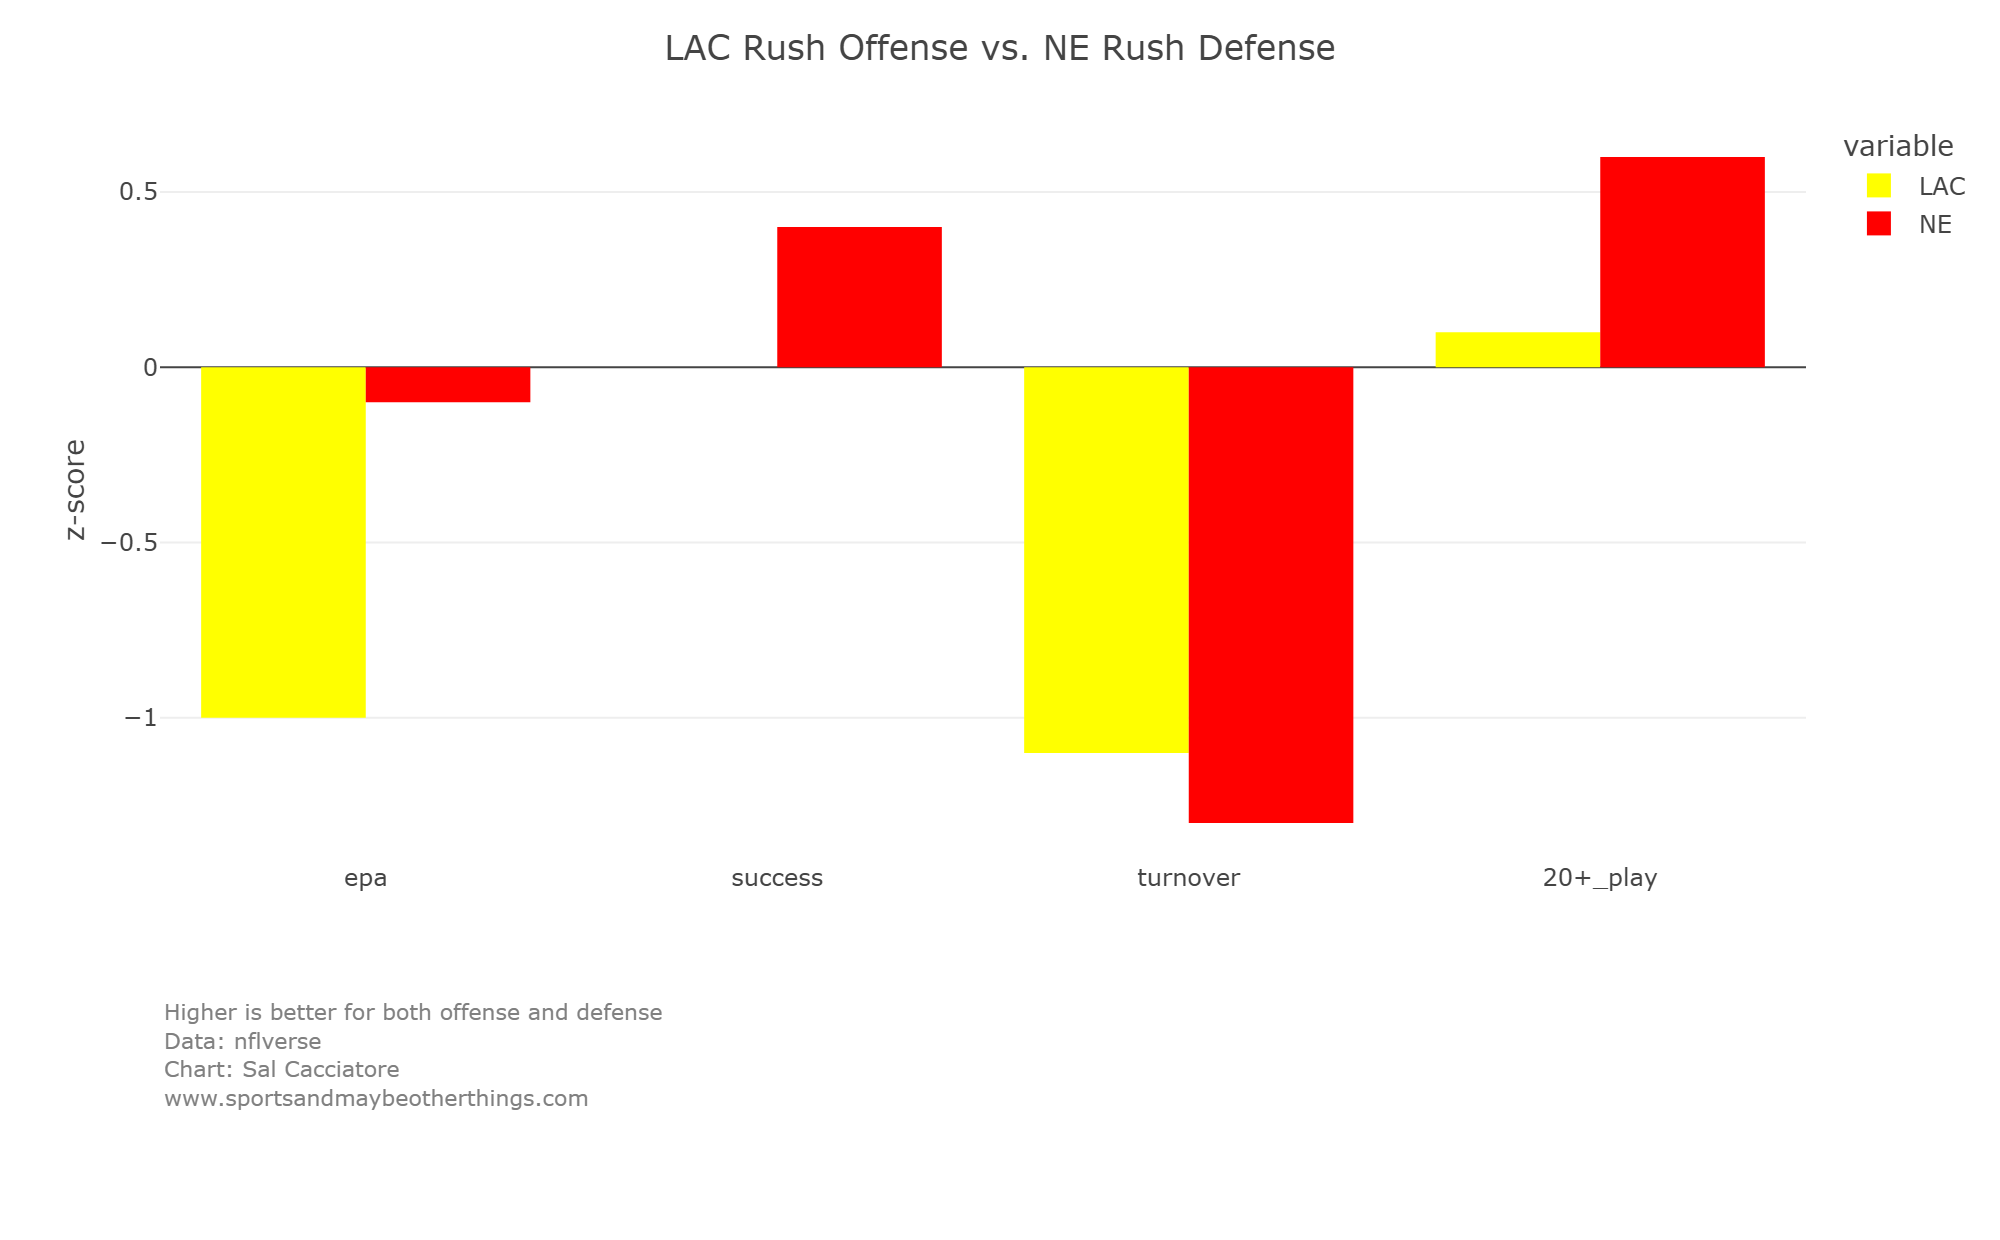 LAC Rush Offense vs. NE Rush Defense
variable
LAC
NE
0.5
0
−0.5
−1
z-score
epa
success
turnover
20+_play
Higher is better for both offense and defense
Data: nflverse
Chart: Sal Cacciatore
www.sportsandmaybeotherthings.com